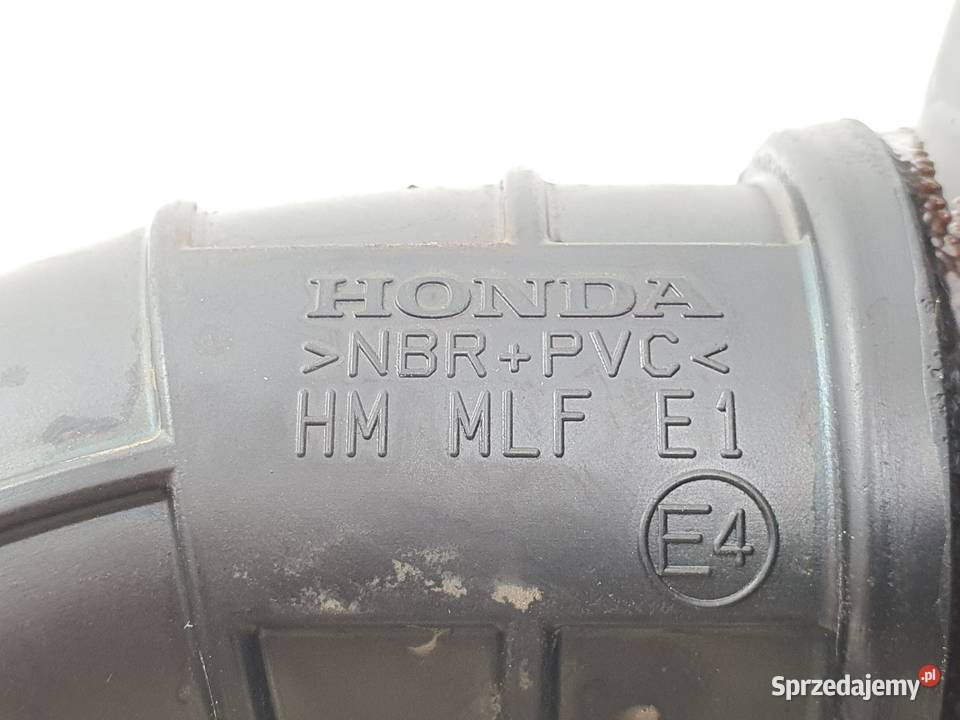 HONDA
>NBR+PVC<
HM MLF E1
E4
Sprzedajemy.pl